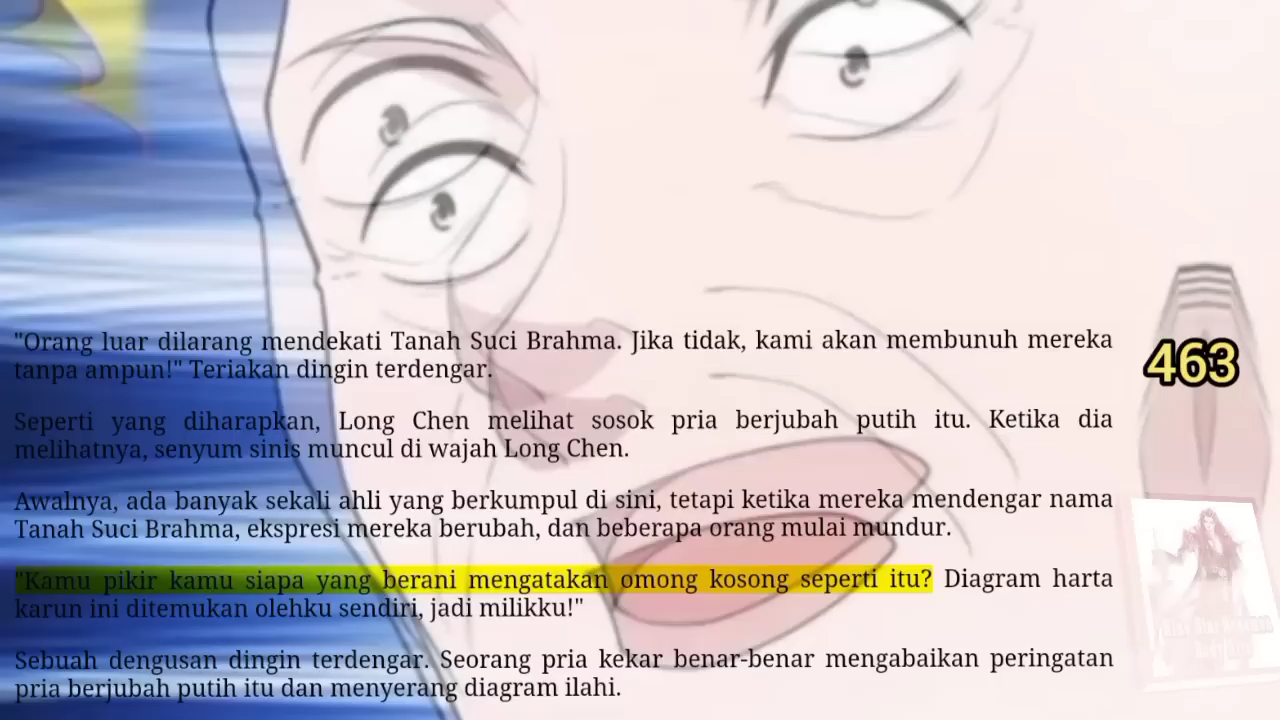 "Orang luar dilarang mendekati Tanah Suci Brahma. Jika tidak, kami akan membunuh mereka
tanpa ampun!" Teriakan dingin terdengar.
463
Seperti yang diharapkan, Long Chen melihat sosok pria berjubah putih itu. Ketika dia
melihatnya, senyum sinis muncul di wajah Long Chen.
Awalnya, ada banyak sekali ahli yang berkumpul di sini, tetapi ketika mereka mendengar nama
Tanah Suci Brahma, ekspresi mereka berubah, dan beberapa orang mulai mundur.
"Kamu pikir kamu siapa yang berani mengatakan omong kosong seperti itu? Diagram harta
karun ini ditemukan olehku sendiri, jadi milikku!"
Sebuah dengusan dingin terdengar. Seorang pria kekar benar-benar mengabaikan peringatan
pria berjubah putih itu dan menyerang diagram ilahi.